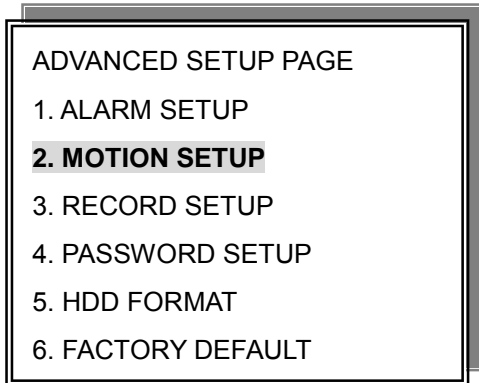 ADVANCED SETUP PAGE
1. ALARM SETUP
2. MOTION SETUP
3. RECORD SETUP
4. PASSWORD SETUP
5. HDD FORMAT
6. FACTORY DEFAULT